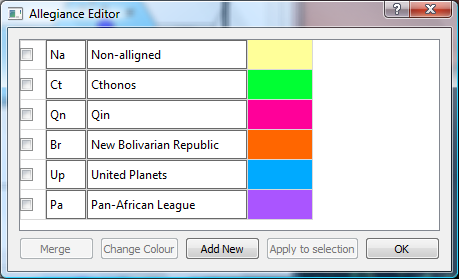 Allegiance Editor
Na Non-alligned
Ct Cthonos
Qn Qin
Br New Bolivarian Republic
Up United Planets
Pa Pan-African League
Merge Change Colour Add New Apply to selection OK